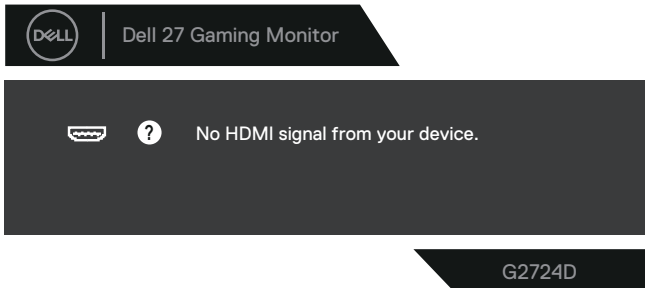 DELL
Dell 27 Gaming Monitor
?
No HDMI signal from your device.
G2724D